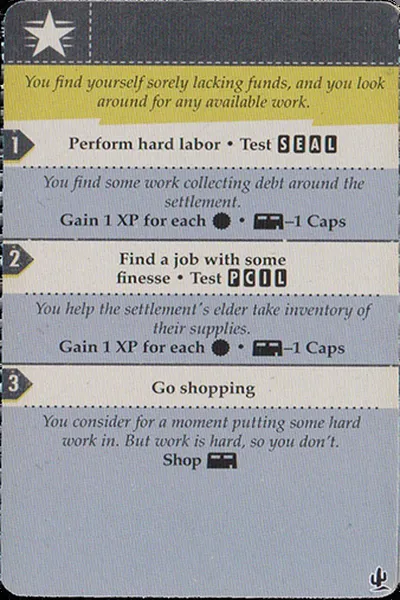 You find yourself sorely lacking funds, and you look
around for any available work.
1
Perform hard labor • Test S E A L
You find some work collecting debt around the
settlement.
Gain 1 XP for each • –1 Caps
2
Find a job with some
finesse • Test P C I L
You help the settlement's elder take inventory of
their supplies.
Gain 1 XP for each • –1 Caps
3
Go shopping
You consider for a moment putting some hard
work in. But work is hard, so you don't.
Shop